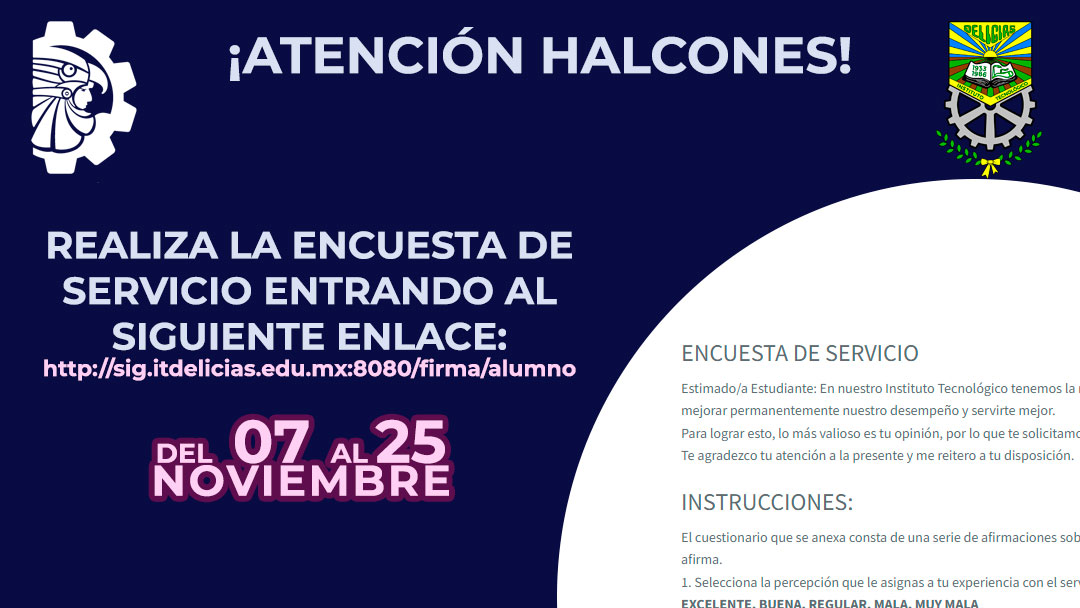 ¡ATENCIÓN HALCONES!
DELICIAS
1933
1986
INSTITUTO TECNOLÓGICO
REALIZA LA ENCUESTA DE
SERVICIO ENTRANDO AL
SIGUIENTE ENLACE:
http://sig.itdelicias.edu.mx:8080/firma/alumno
DEL 07 AL 25
NOVIEMBRE
ENCUESTA DE SERVICIO
Estimado/a Estudiante: En nuestro Instituto Tecnológico tenemos la
mejorar permanentemente nuestro desempeño y servirte mejor.
Para lograr esto, lo más valioso es tu opinión, por lo que te solicitamo
Te agradezco tu atención a la presente y me reitero a tu disposición.
INSTRUCCIONES:
El cuestionario que se anexa consta de una serie de afirmaciones sob
afirma.
1. Selecciona la percepción que le asignas a tu experiencia con el ser
EXCELENTE, BUENA, REGULAR, MALA, MUY MALA